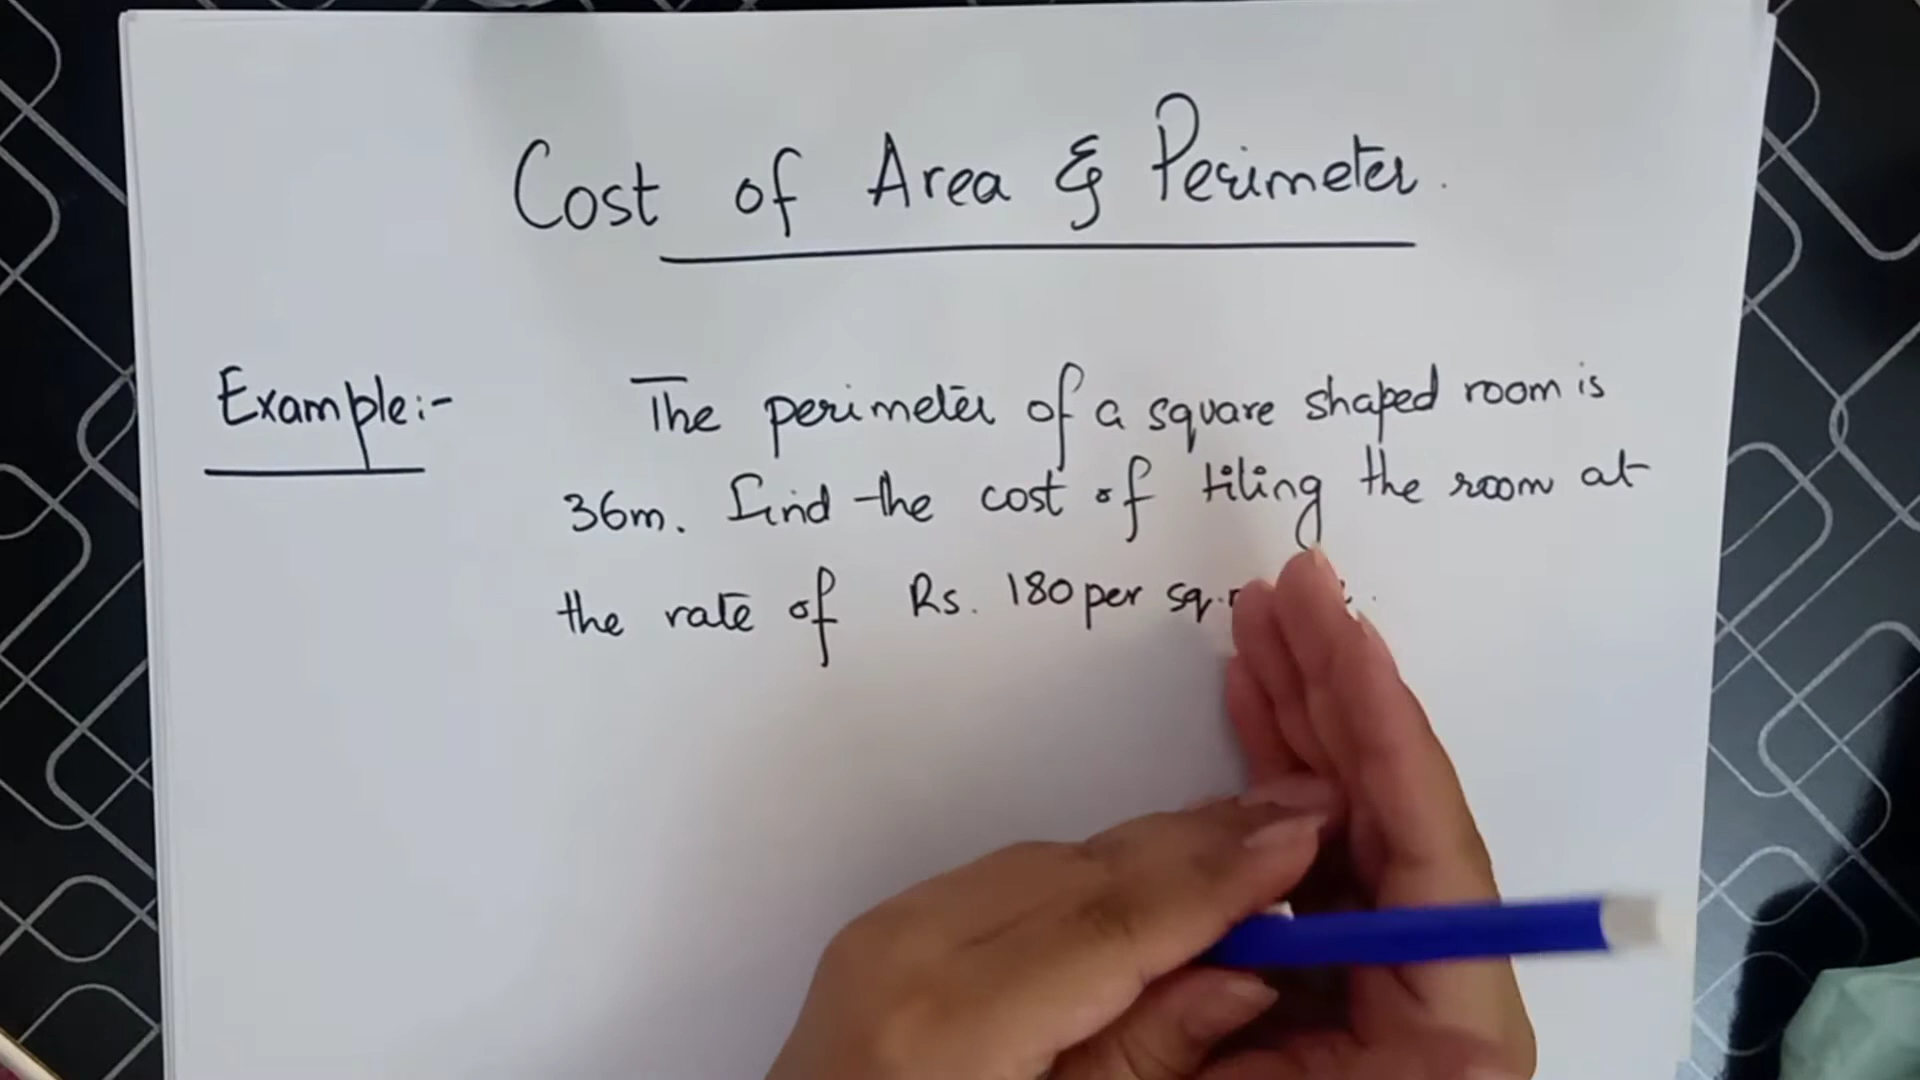 Cost of Area & Perimeter.
Example:-
The perimeter of a square shaped room is
36m. Find the cost of tiling the room at
the rate of Rs. 180 per sq.